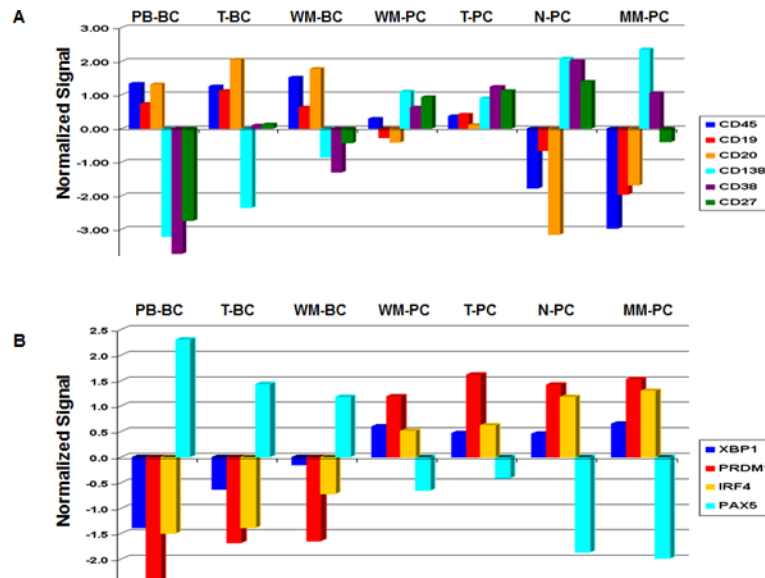 A
PB-BC T-BC WM-BC WM-PC T-PC N-PC MM-PC
Normalized Signal
3.00
2.00
1.00
0.00
-1.00
-2.00
-3.00
CD45
CD19
CD20
CD138
CD38
CD27
B
PB-BC T-BC WM-BC WM-PC T-PC N-PC MM-PC
Normalized Signal
2.5
2.0
1.5
1.0
0.5
0.0
-0.5
-1.0
-1.5
-2.0
XBP1
PRDM1
IRF4
PAX5